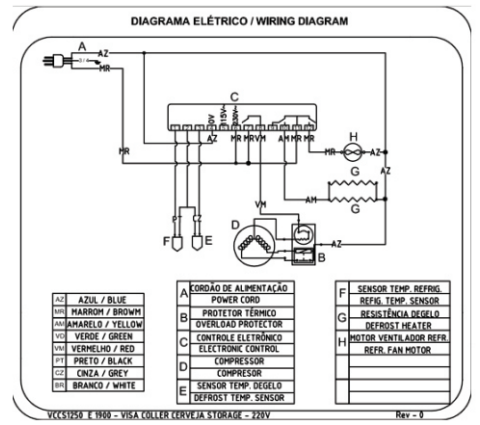 DIAGRAMA ELÉTRICO / WIRING DIAGRAM
A
AZ
MR
C
0V
115V
230V
AZ
MR
MR
VM
AM
MR
MR
MR
H
MR
AZ
AZ
G
AM
G
VM
PT
CZ
F
E
D
AZ
B
AZ AZUL / BLUE
MR MARROM / BROWM
AM AMARELO / YELLOW
VD VERDE / GREEN
VM VERMELHO / RED
PT PRETO / BLACK
CZ CINZA / GREY
BR BRANCO / WHITE
A CORDÃO DE ALIMENTAÇÃO
POWER CORD
B PROTETOR TÉRMICO
OVERLOAD PROTECTOR
C CONTROLE ELETRÔNICO
ELECTRONIC CONTROL
D COMPRESSOR
COMPRESOR
E SENSOR TEMP. DEGELO
DEFROST TEMP. SENSOR
F SENSOR TEMP. REFRIG.
REFIG. TEMP. SENSOR
G RESISTÊNCIA DEGELO
DEFROST HEATER
H MOTOR VENTILADOR REFR.
REFR. FAN MOTOR
VCCS1250 E 1900 - VISA COLLER CERVEJA STORAGE - 220V
Rev - 0